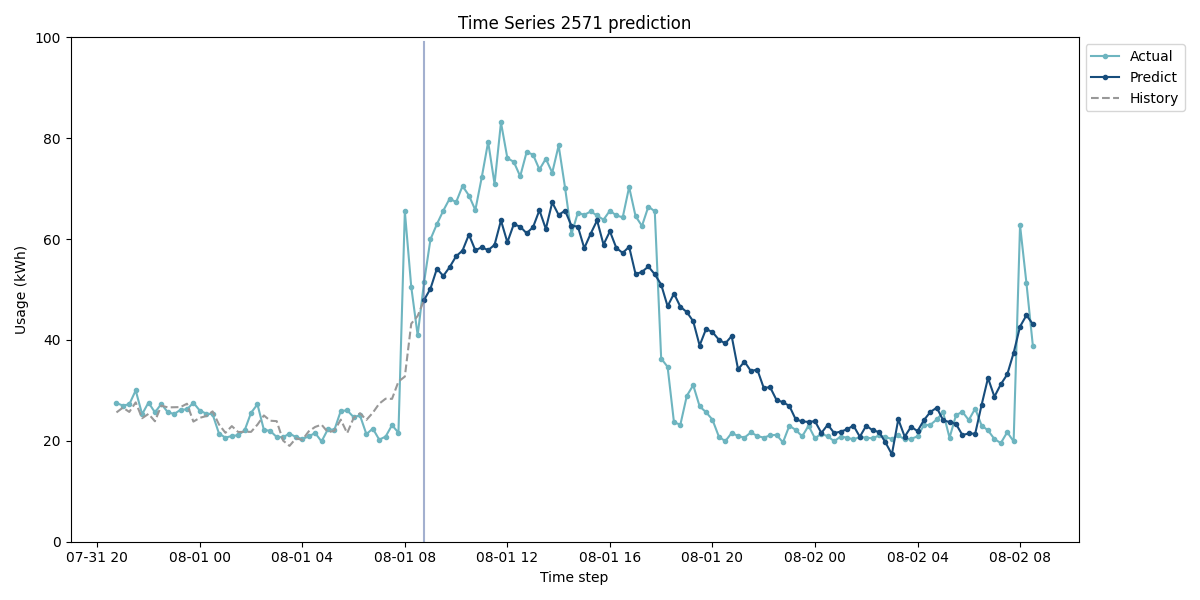 Time Series 2571 prediction
100
80
60
40
20
0
Usage (kWh)
07-31 20
08-01 00
08-01 04
08-01 08
08-01 12
08-01 16
08-01 20
08-02 00
08-02 04
08-02 08
Time step
Actual
Predict
History